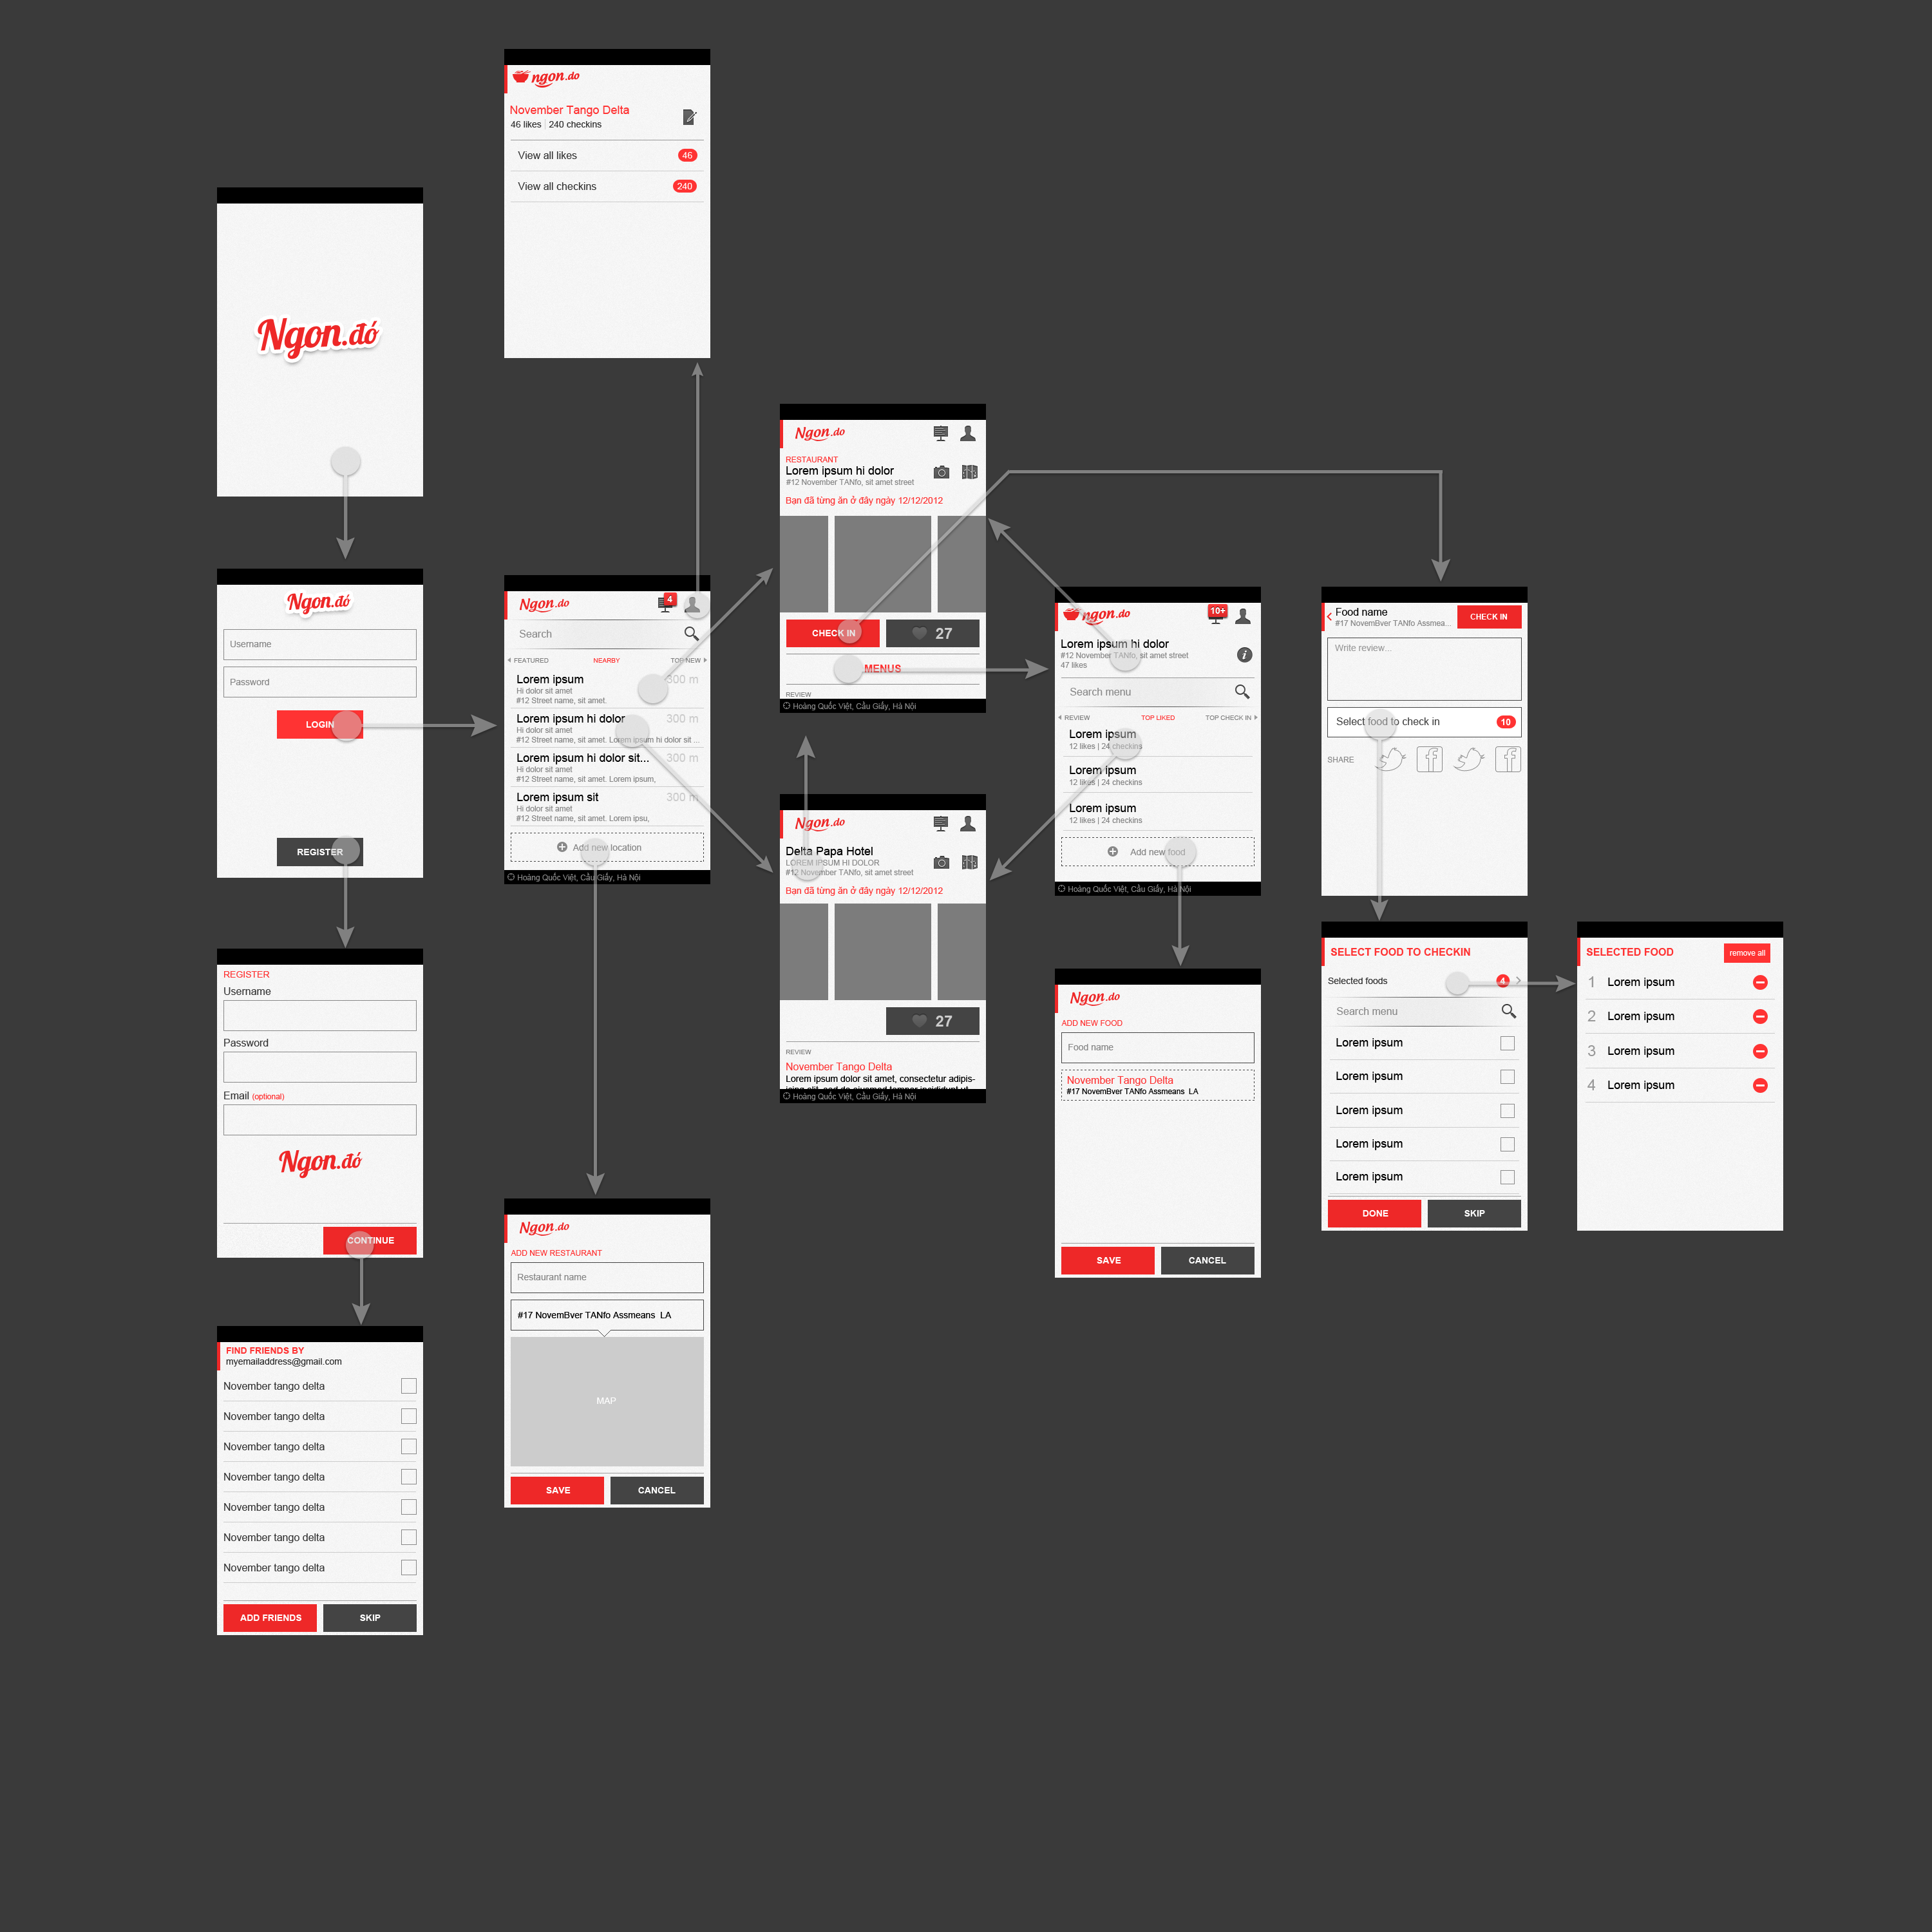 Ngon.đó
Ngon.đó
Username
Password
LOGIN
REGISTER
REGISTER
Username
Password
Email (optional)
Ngon.đó
CONTINUE
FIND FRIENDS BY
myemailaddress@gmail.com
November tango delta
November tango delta
November tango delta
November tango delta
November tango delta
November tango delta
November tango delta
ADD FRIENDS SKIP
ngon.do
November Tango Delta
46 likes | 240 checkins
View all likes 46
View all checkins 240
Ngon.do 4
Search
FEATURED NEARBY TOP NEW
Lorem ipsum 300 m
Hi dolor sit amet
#12 Street name, sit amet.
Lorem ipsum hi dolor 300 m
Hi dolor sit amet
#12 Street name, sit amet. Lorem ipsum hi dolor sit ...
Lorem ipsum hi dolor sit... 300 m
Hi dolor sit amet
#12 Street name, sit amet. Lorem ipsum,
Lorem ipsum sit 300 m
Hi dolor sit amet
#12 Street name, sit amet. Lorem ipsu,
Add new location
Hoàng Quốc Việt, Cầu Giấy, Hà Nội
Ngon.do
ADD NEW RESTAURANT
Restaurant name
#17 NovemBver TANfo Assmeans LA
MAP
SAVE CANCEL
Ngon.do
RESTAURANT
Lorem ipsum hi dolor
#12 November TANfo, sit amet street
Bạn đã từng ăn ở đây ngày 12/12/2012
CHECK IN 27
MENUS
REVIEW
Hoàng Quốc Việt, Cầu Giấy, Hà Nội
Ngon.do
Delta Papa Hotel
LOREM IPSUM HI DOLOR
#12 November TANfo, sit amet street
Bạn đã từng ăn ở đây ngày 12/12/2012
27
REVIEW
November Tango Delta
Lorem ipsum dolor sit amet, consectetur adipis-
Hoàng Quốc Việt, Cầu Giấy, Hà Nội
ngon.do 10+
Lorem ipsum hi dolor
#12 November TANfo, sit amet street
47 likes
Search menu
REVIEW TOP LIKED TOP CHECK IN
Lorem ipsum
12 likes | 24 checkins
Lorem ipsum
12 likes | 24 checkins
Lorem ipsum
12 likes | 24 checkins
Add new food
Hoàng Quốc Việt, Cầu Giấy, Hà Nội
Ngon.do
ADD NEW FOOD
Food name
November Tango Delta
#17 NovemBver TANfo Assmeans LA
SAVE CANCEL
Food name
#17 NovemBver TANfo Assmea...
CHECK IN
Write review...
Select food to check in 10
SHARE
SELECT FOOD TO CHECKIN
Selected foods 4
Search menu
Lorem ipsum
Lorem ipsum
Lorem ipsum
Lorem ipsum
Lorem ipsum
DONE SKIP
SELECTED FOOD remove all
1 Lorem ipsum
2 Lorem ipsum
3 Lorem ipsum
4 Lorem ipsum